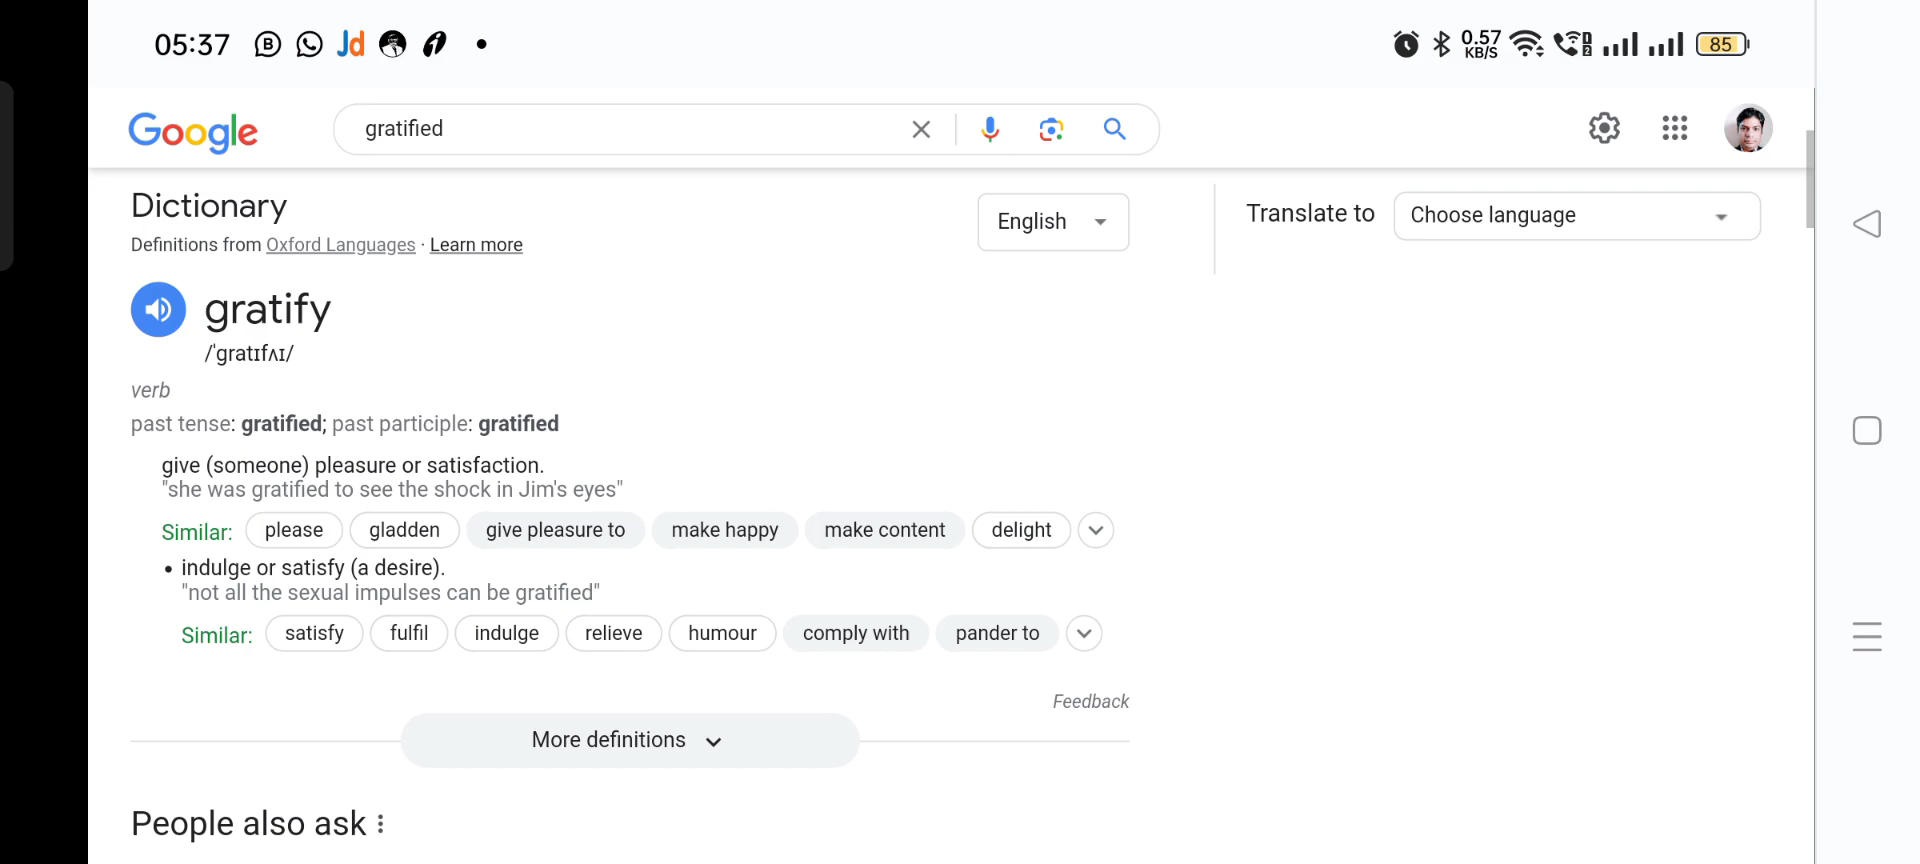 05:37
0.57
KB/S
85
Google
gratified
Dictionary
English
Translate to
Choose language
Definitions from Oxford Languages · Learn more
gratify
/ˈɡratɪfʌɪ/
verb
past tense: gratified; past participle: gratified
give (someone) pleasure or satisfaction.
"she was gratified to see the shock in Jim's eyes"
Similar: please gladden give pleasure to make happy make content delight
• indulge or satisfy (a desire).
"not all the sexual impulses can be gratified"
Similar: satisfy fulfil indulge relieve humour comply with pander to
Feedback
More definitions
People also ask